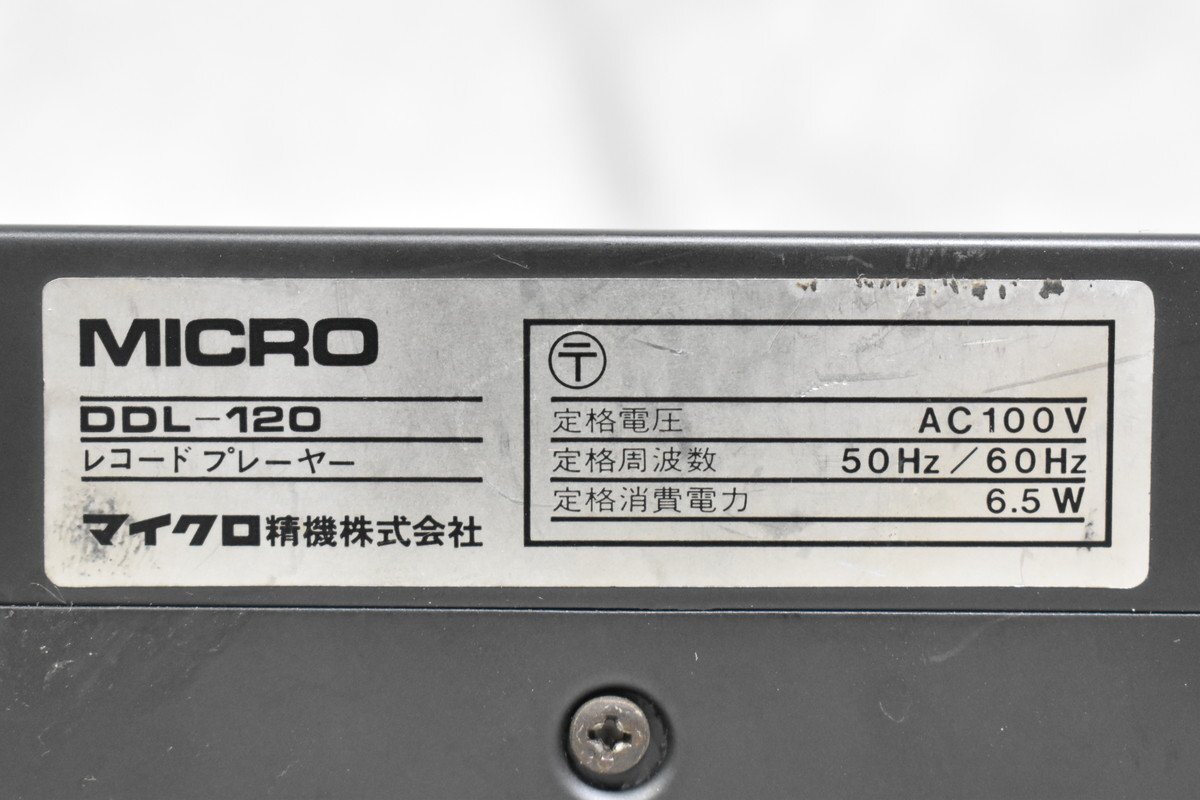 MICRO
DDL-120
レコード プレーヤー
マイクロ精機株式会社
〒
定格電圧 AC100V
定格周波数 50Hz/60Hz
定格消費電力 6.5W